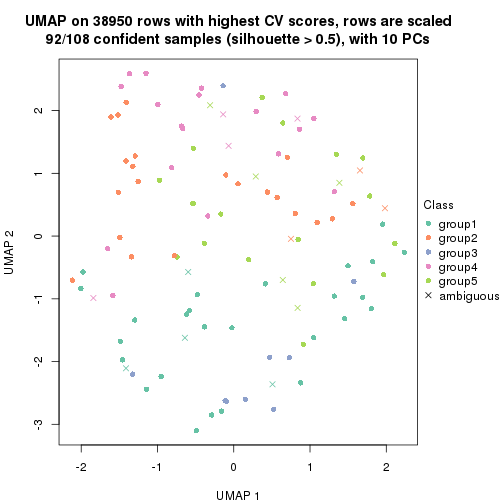 UMAP on 38950 rows with highest CV scores, rows are scaled
92/108 confident samples (silhouette > 0.5), with 10 PCs
UMAP 2
2
1
0
-1
-2
-3
-2
-1
0
1
2
UMAP 1
Class
group1
group2
group3
group4
group5
ambiguous